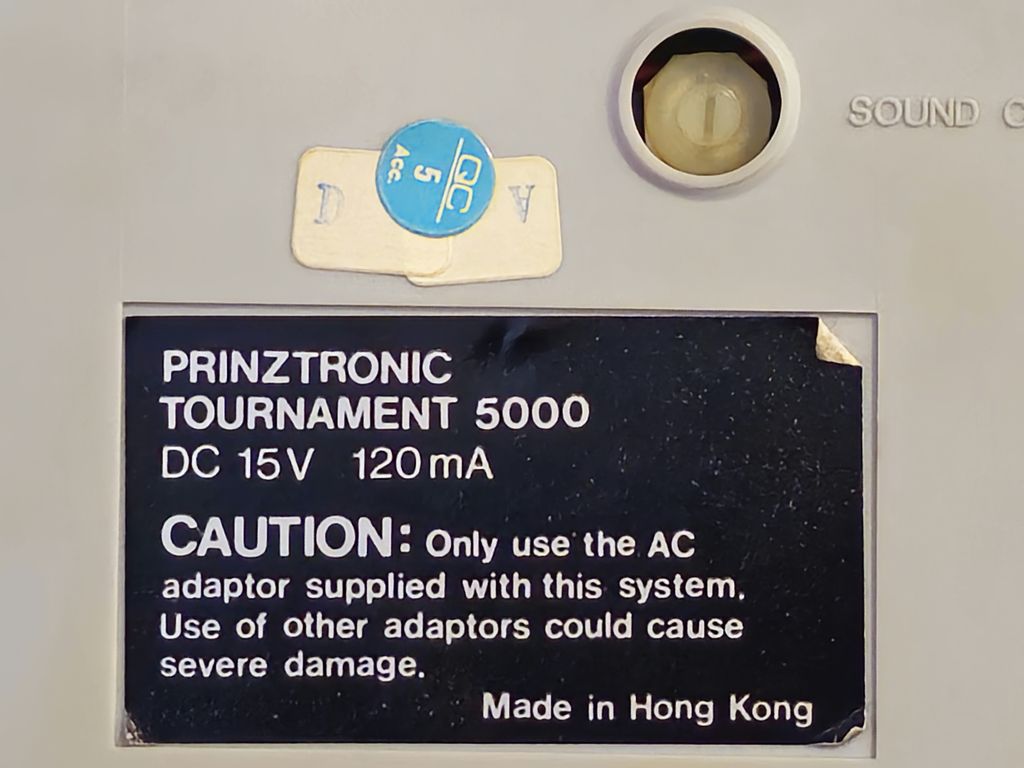 SOUND C
D
QC
5
Acc.
A
PRINZTRONIC
TOURNAMENT 5000
DC 15V 120mA
CAUTION: Only use the AC
adaptor supplied with this system.
Use of other adaptors could cause
severe damage.
Made in Hong Kong